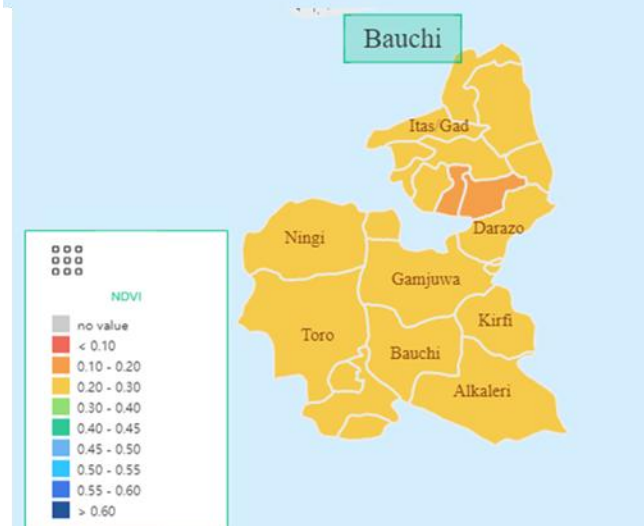 Bauchi
Itas/Gad
Darazo
Ningi
Gamjuwa
Kirfi
Toro
Bauchi
Alkaleri
NDVI
no value
< 0.10
0.10 - 0.20
0.20 - 0.30
0.30 - 0.40
0.40 - 0.45
0.45 - 0.50
0.50 - 0.55
0.55 - 0.60
> 0.60